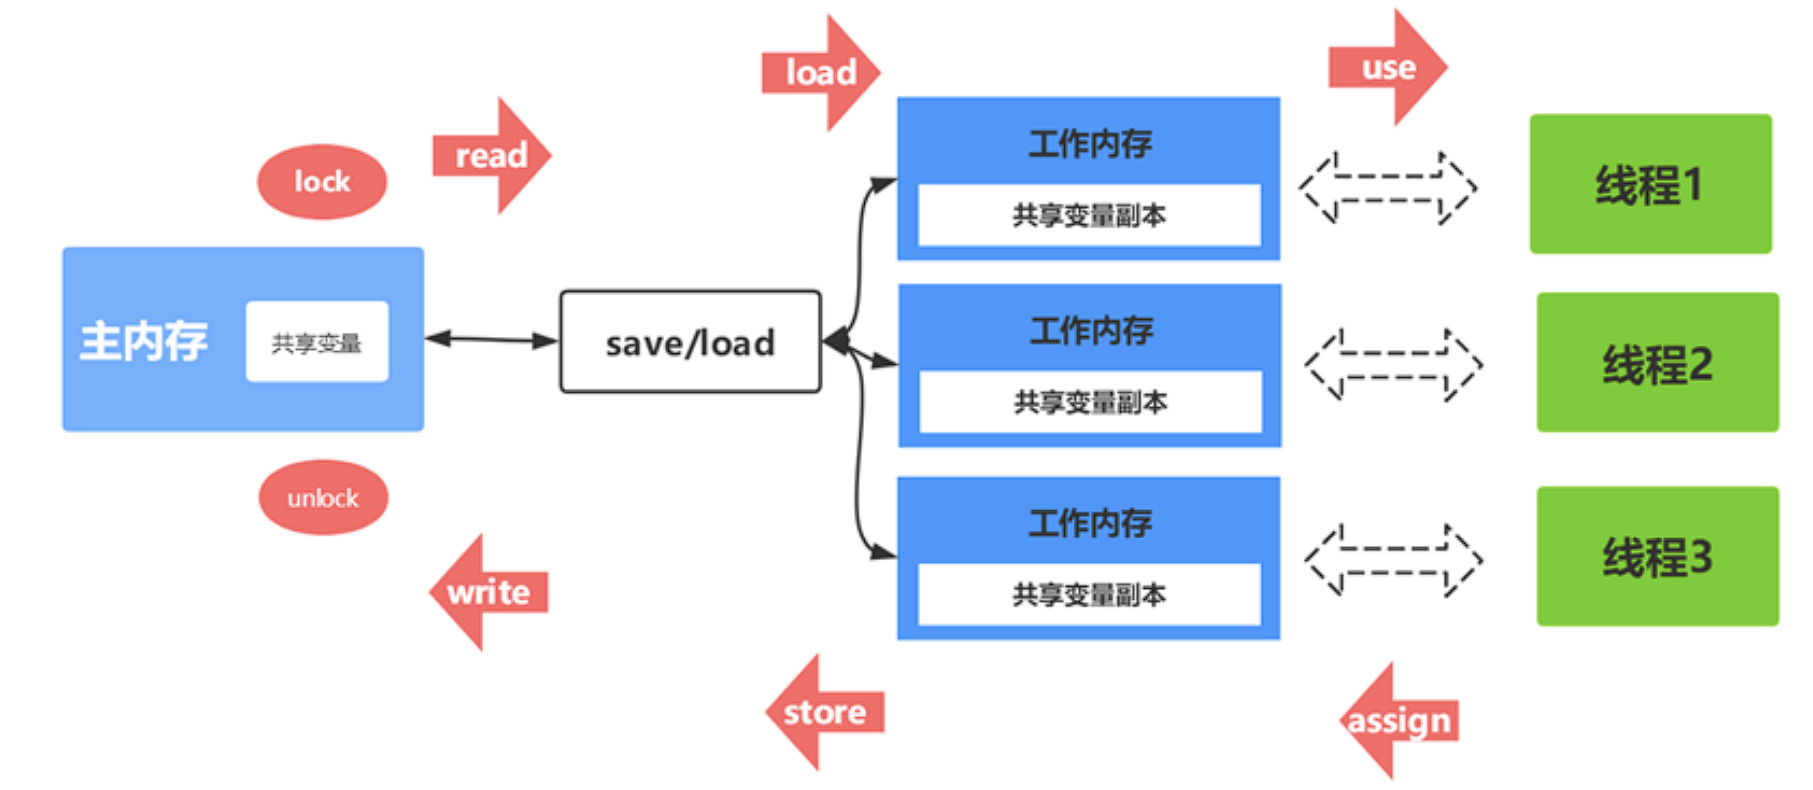 load
use
read
lock
工作内存
共享变量副本
线程1
主内存
共享变量
save/load
工作内存
共享变量副本
线程2
unlock
工作内存
共享变量副本
线程3
write
store
assign